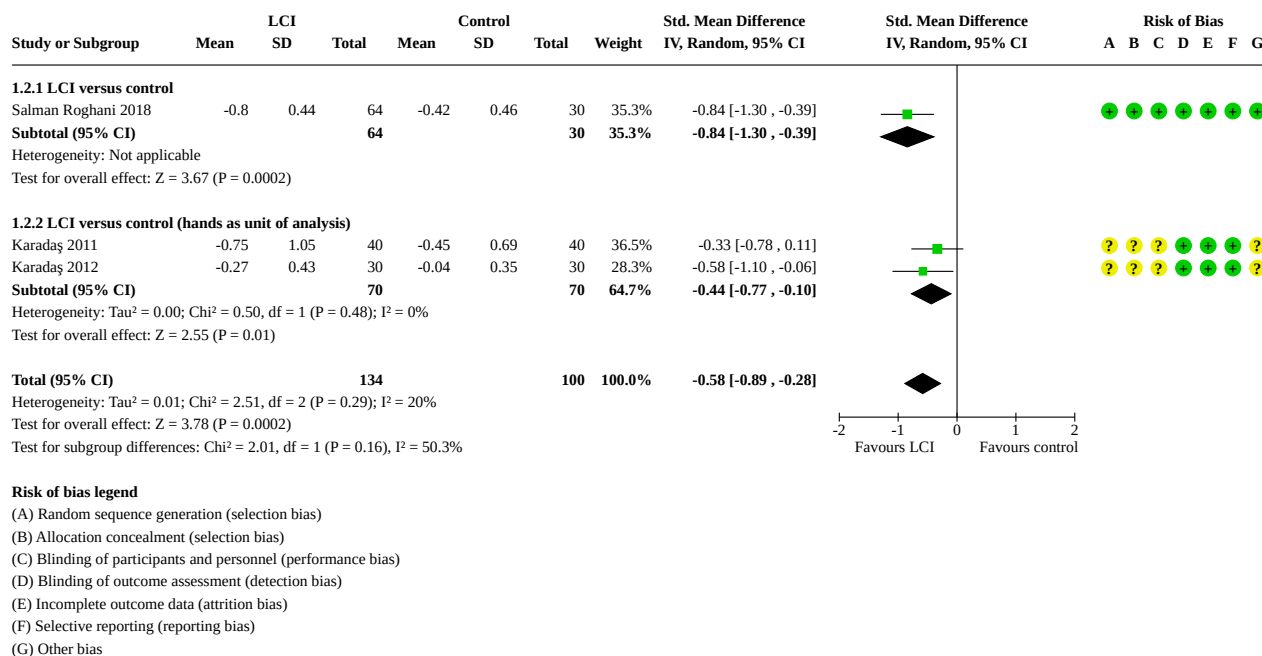 LCI Control Std. Mean Difference Std. Mean Difference Risk of Bias
Study or Subgroup Mean SD Total Mean SD Total Weight IV, Random, 95% CI IV, Random, 95% CI A B C D E F G
1.2.1 LCI versus control
Salman Roghani 2018 -0.8 0.44 64 -0.42 0.46 30 35.3% -0.84 [-1.30 , -0.39] + + + + + + +
Subtotal (95% CI) 64 30 35.3% -0.84 [-1.30 , -0.39]
Heterogeneity: Not applicable
Test for overall effect: Z = 3.67 (P = 0.0002)
1.2.2 LCI versus control (hands as unit of analysis)
Karadaş 2011 -0.75 1.05 40 -0.45 0.69 40 36.5% -0.33 [-0.78 , 0.11] ? ? ? + + + ?
Karadaş 2012 -0.27 0.43 30 -0.04 0.35 30 28.3% -0.58 [-1.10 , -0.06] ? ? ? + + + ?
Subtotal (95% CI) 70 70 64.7% -0.44 [-0.77 , -0.10]
Heterogeneity: Tau² = 0.00; Chi² = 0.50, df = 1 (P = 0.48); I² = 0%
Test for overall effect: Z = 2.55 (P = 0.01)
Total (95% CI) 134 100 100.0% -0.58 [-0.89 , -0.28]
Heterogeneity: Tau² = 0.01; Chi² = 2.51, df = 2 (P = 0.29); I² = 20%
Test for overall effect: Z = 3.78 (P = 0.0002)
-2 -1 0 1 2
Test for subgroup differences: Chi² = 2.01, df = 1 (P = 0.16), I² = 50.3% Favours LCI Favours control
Risk of bias legend
(A) Random sequence generation (selection bias)
(B) Allocation concealment (selection bias)
(C) Blinding of participants and personnel (performance bias)
(D) Blinding of outcome assessment (detection bias)
(E) Incomplete outcome data (attrition bias)
(F) Selective reporting (reporting bias)
(G) Other bias